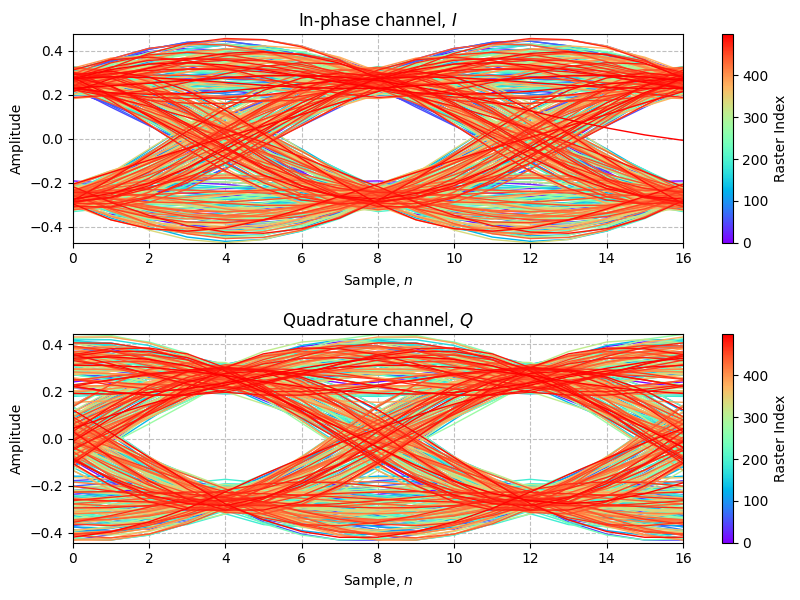 In-phase channel, I
0.4
0.2
0.0
−0.2
−0.4
Amplitude
0 2 4 6 8 10 12 14 16
Sample, n
400
300
200
100
0
Raster Index
Quadrature channel, Q
0.4
0.2
0.0
−0.2
−0.4
Amplitude
0 2 4 6 8 10 12 14 16
Sample, n
400
300
200
100
0
Raster Index